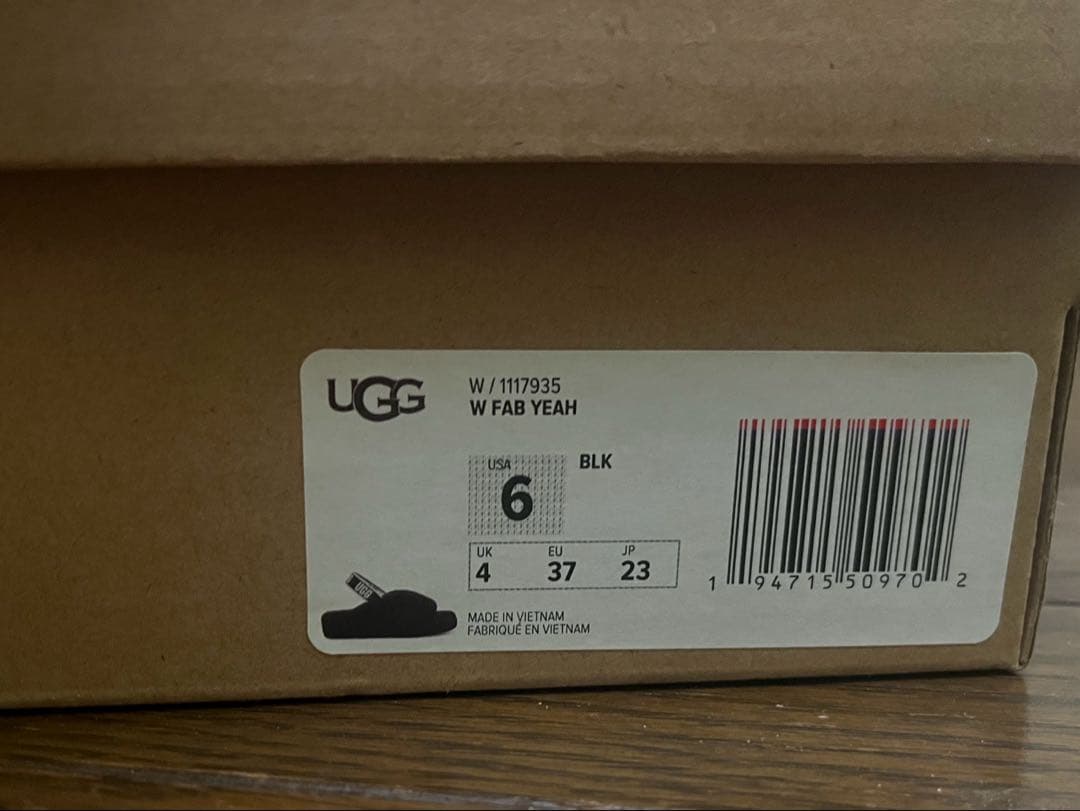 UGG
W / 1117935
W FAB YEAH
USA
6
BLK
UK EU JP
4 37 23
1 94715 50970 2
UGG
MADE IN VIETNAM
FABRIQUÉ EN VIETNAM